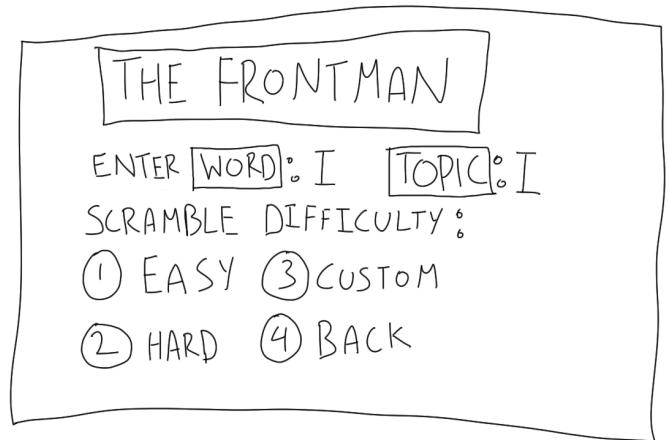 THE FRONTMAN
ENTER WORD: I TOPIC: I
SCRAMBLE DIFFICULTY:
1 EASY 3 CUSTOM
2 HARD 4 BACK